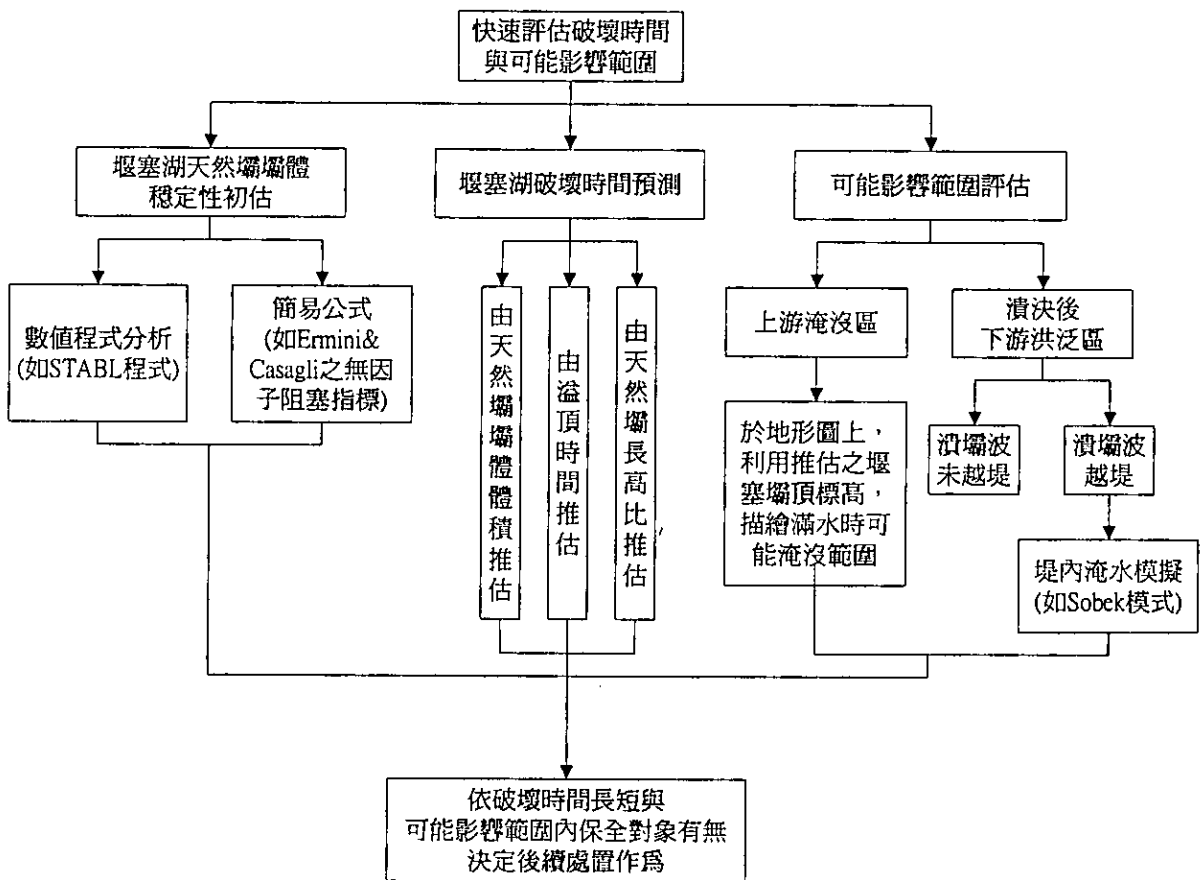 快速評估破壞時間
與可能影響範圍
堰塞湖天然壩壩體
穩定性初估
堰塞湖破壞時間預測
可能影響範圍評估
數值程式分析
(如STABL程式)
簡易公式
(如Ermini&
Casagli之無因
子阻塞指標)
由天然壩壩體體積推估
由溢頂時間推估
由天然壩長高比推估
上游淹沒區
潰決後
下游洪泛區
於地形圖上，
利用推估之堰
塞壩頂標高，
描繪滿水時可
能淹沒範圍
潰壩波
未越堤
潰壩波
越堤
堤內淹水模擬
(如Sobek模式)
依破壞時間長短與
可能影響範圍內保全對象有無
決定後續處置作為